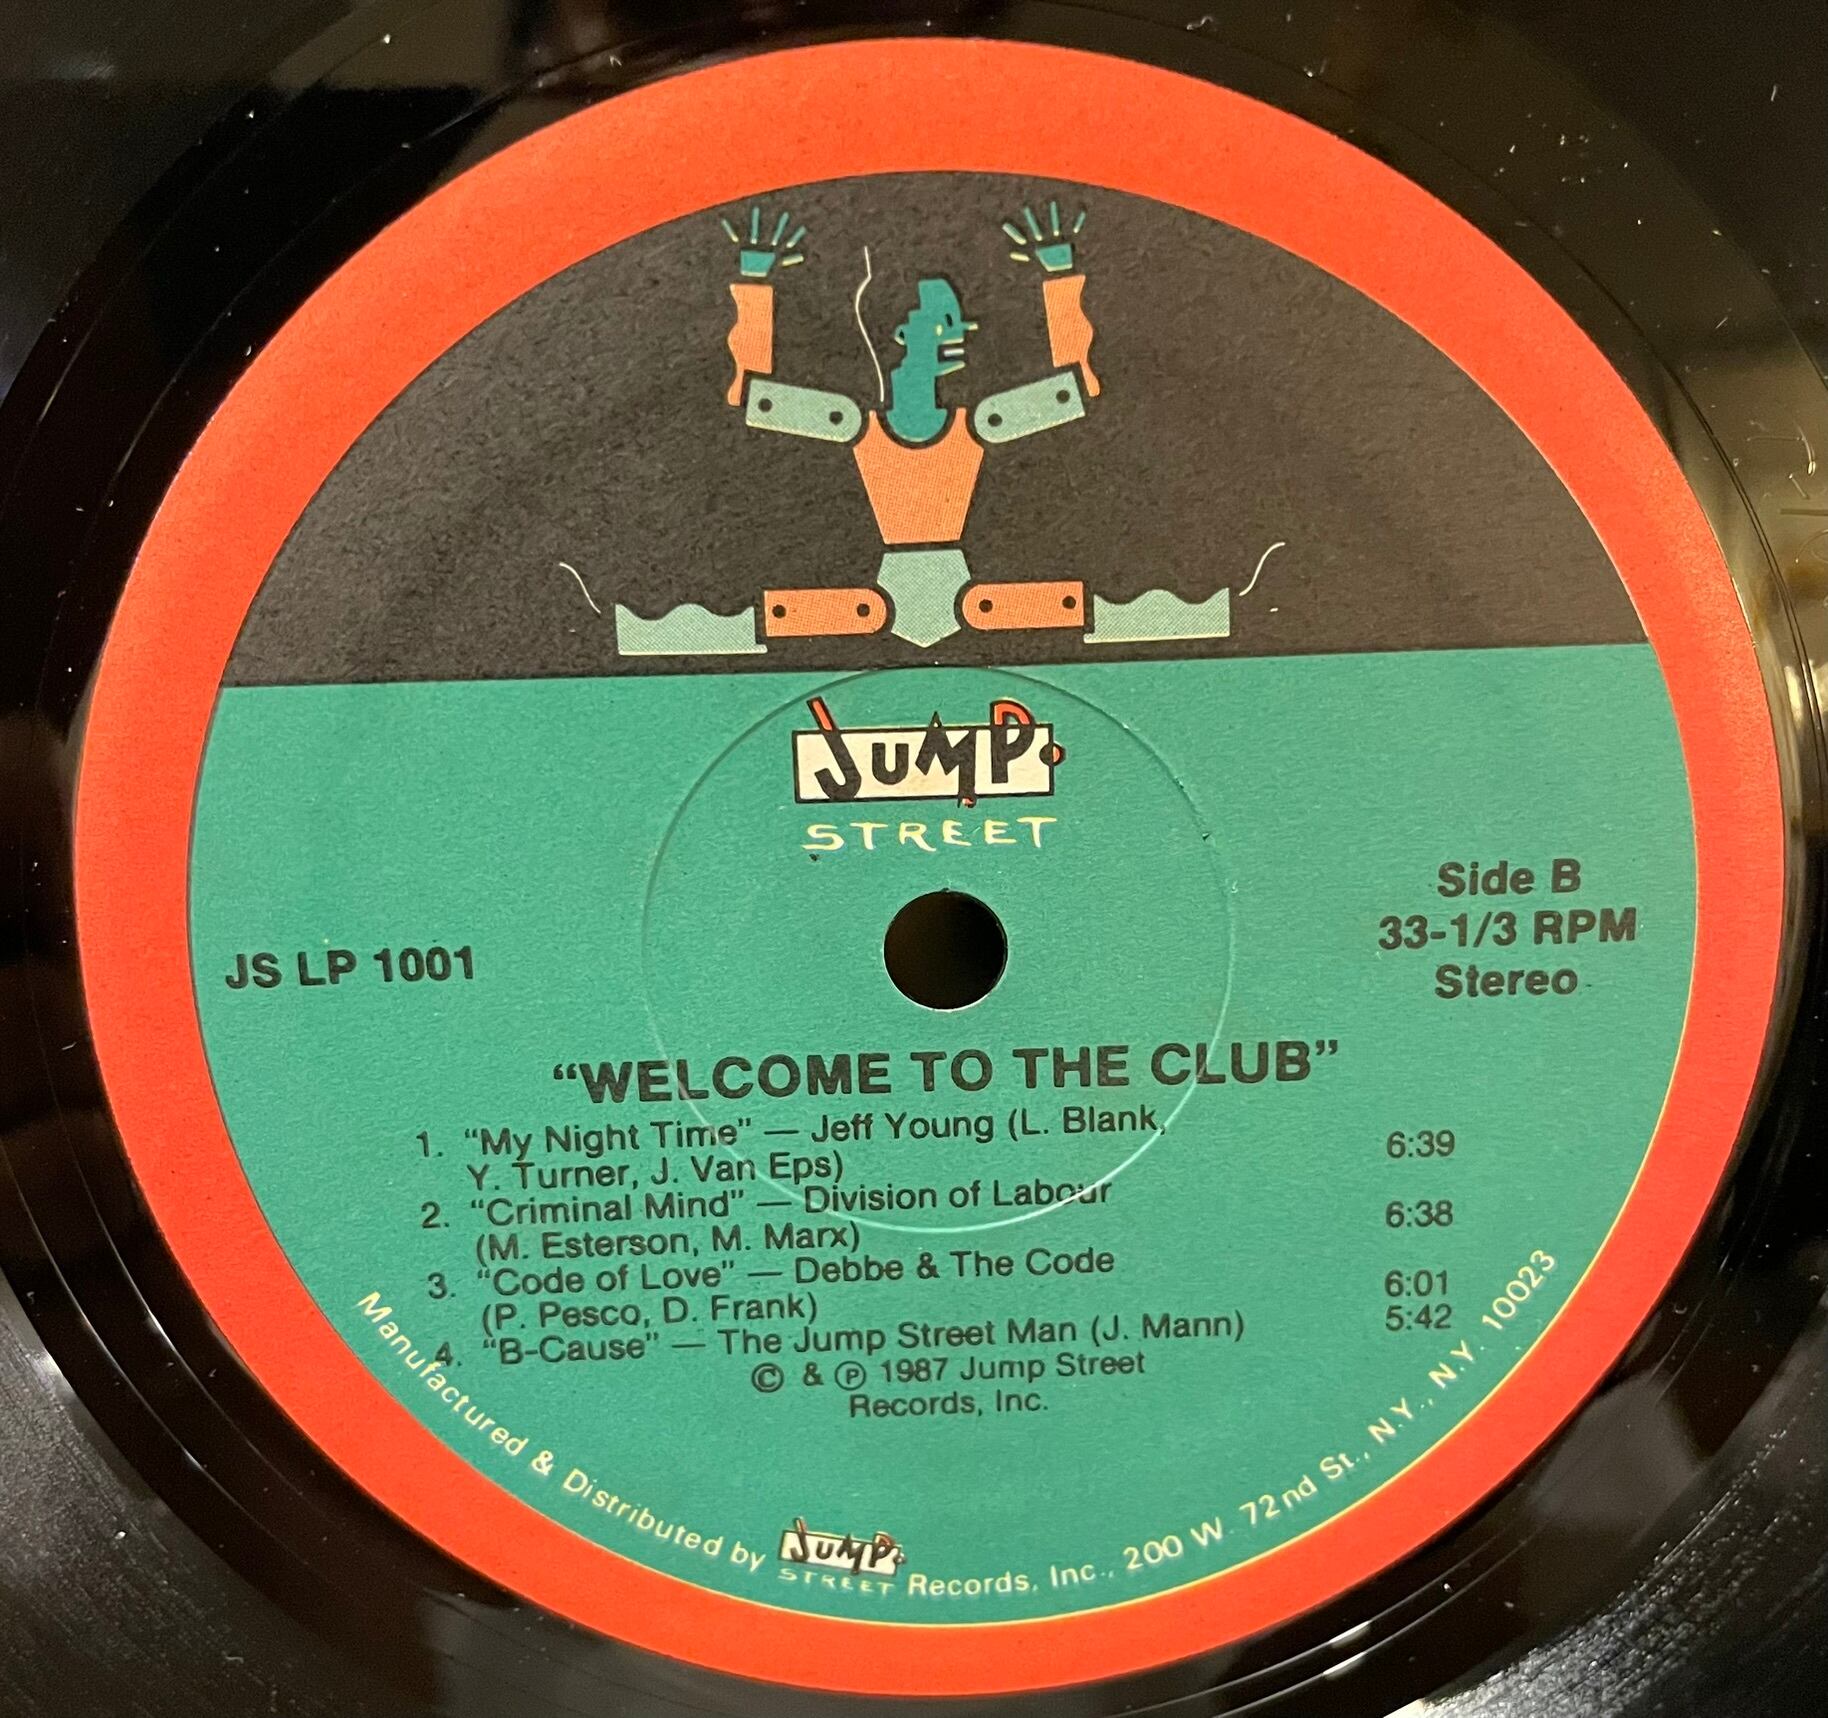 JUMP
STREET
Side B
33-1/3 RPM
Stereo
JS LP 1001
“WELCOME TO THE CLUB”
1. “My Night Time” — Jeff Young (L. Blank, 6:39
Y. Turner, J. Van Eps)
2. “Criminal Mind” — Division of Labour 6:38
(M. Esterson, M. Marx)
3. “Code of Love” — Debbe & The Code 6:01
(P. Pesco, D. Frank)
4. “B-Cause” — The Jump Street Man (J. Mann) 5:42
© & ℗ 1987 Jump Street
Records, Inc.
Manufactured & Distributed by JUMP STREET Records, Inc., 200 W. 72nd St., N.Y., N.Y. 10023